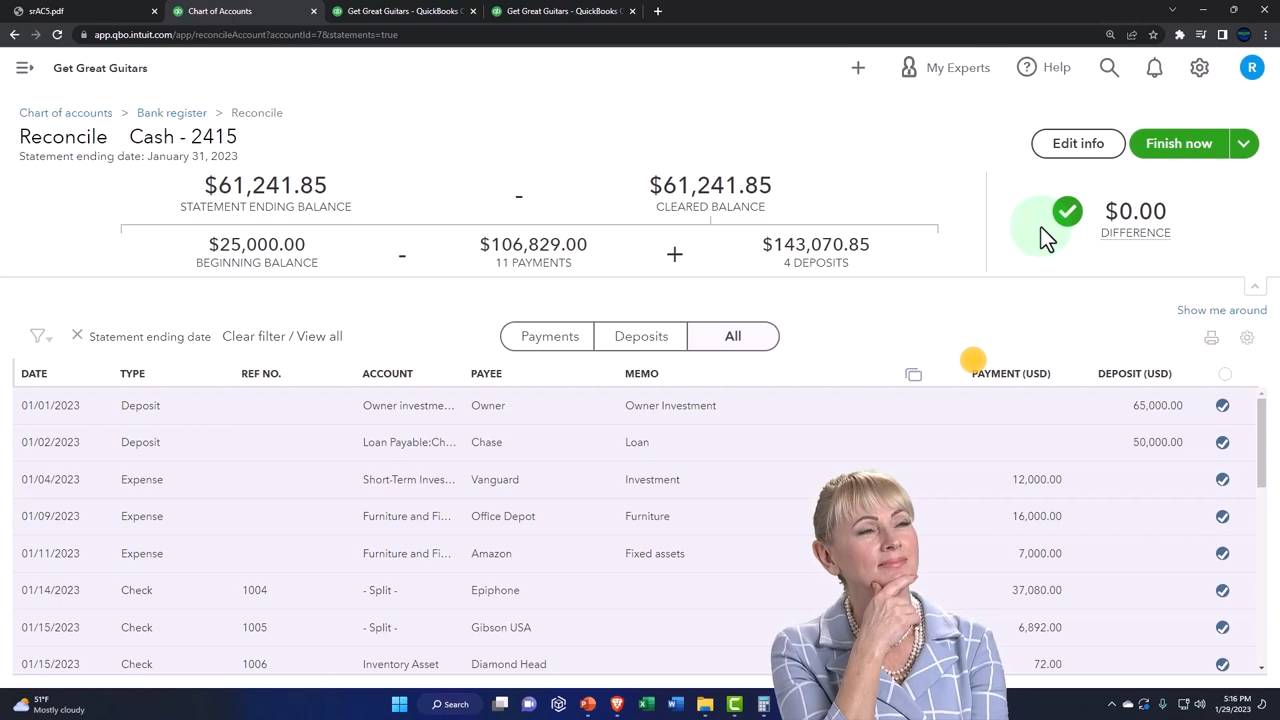 srAC5.pdf
Chart of Accounts
Get Great Guitars - QuickBooks C
Get Great Guitars - QuickBooks C
app.qbo.intuit.com/app/reconcileAccount?accountId=7&statements=true
Get Great Guitars
My Experts
Help
R
Chart of accounts > Bank register > Reconcile
Reconcile Cash - 2415
Statement ending date: January 31, 2023
Edit info
Finish now
$61,241.85
STATEMENT ENDING BALANCE
-
$61,241.85
CLEARED BALANCE
$0.00
DIFFERENCE
$25,000.00
BEGINNING BALANCE
-
$106,829.00
11 PAYMENTS
+
$143,070.85
4 DEPOSITS
Show me around
Statement ending date Clear filter / View all
Payments Deposits All
DATE TYPE REF NO. ACCOUNT PAYEE MEMO PAYMENT (USD) DEPOSIT (USD)
01/01/2023 Deposit Owner investme... Owner Owner Investment 65,000.00
01/02/2023 Deposit Loan Payable:Ch... Chase Loan 50,000.00
01/04/2023 Expense Short-Term Inves... Vanguard Investment 12,000.00
01/09/2023 Expense Furniture and Fi... Office Depot Furniture 16,000.00
01/11/2023 Expense Furniture and Fi... Amazon Fixed assets 7,000.00
01/14/2023 Check 1004 - Split - Epiphone 37,080.00
01/15/2023 Check 1005 - Split - Gibson USA 6,892.00
01/15/2023 Check 1006 Inventory Asset Diamond Head 72.00
51°F
Mostly cloudy
Search
5:16 PM
1/29/2023